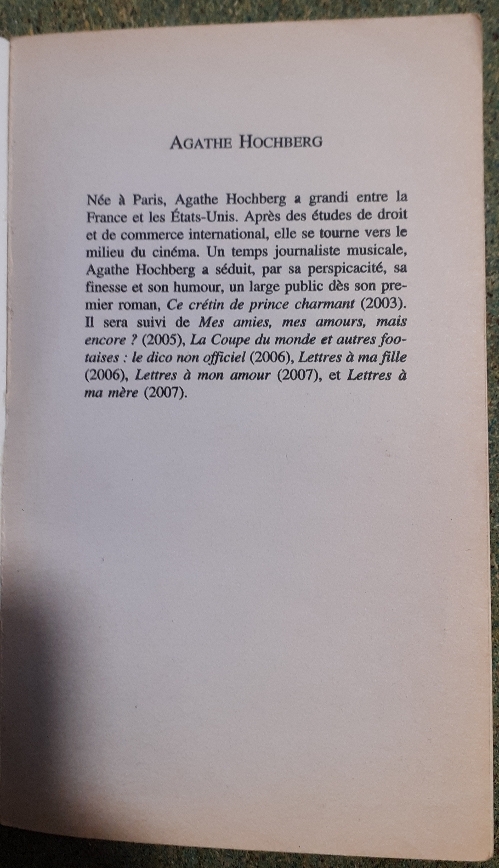 AGATHE HOCHBERG
Née à Paris, Agathe Hochberg a grandi entre la
France et les États-Unis. Après des études de droit
et de commerce international, elle se tourne vers le
milieu du cinéma. Un temps journaliste musicale,
Agathe Hochberg a séduit, par sa perspicacité, sa
finesse et son humour, un large public dès son pre-
mier roman, Ce crétin de prince charmant (2003).
Il sera suivi de Mes amies, mes amours, mais
encore ? (2005), La Coupe du monde et autres foo-
taises : le dico non officiel (2006), Lettres à ma fille
(2006), Lettres à mon amour (2007), et Lettres à
ma mère (2007).